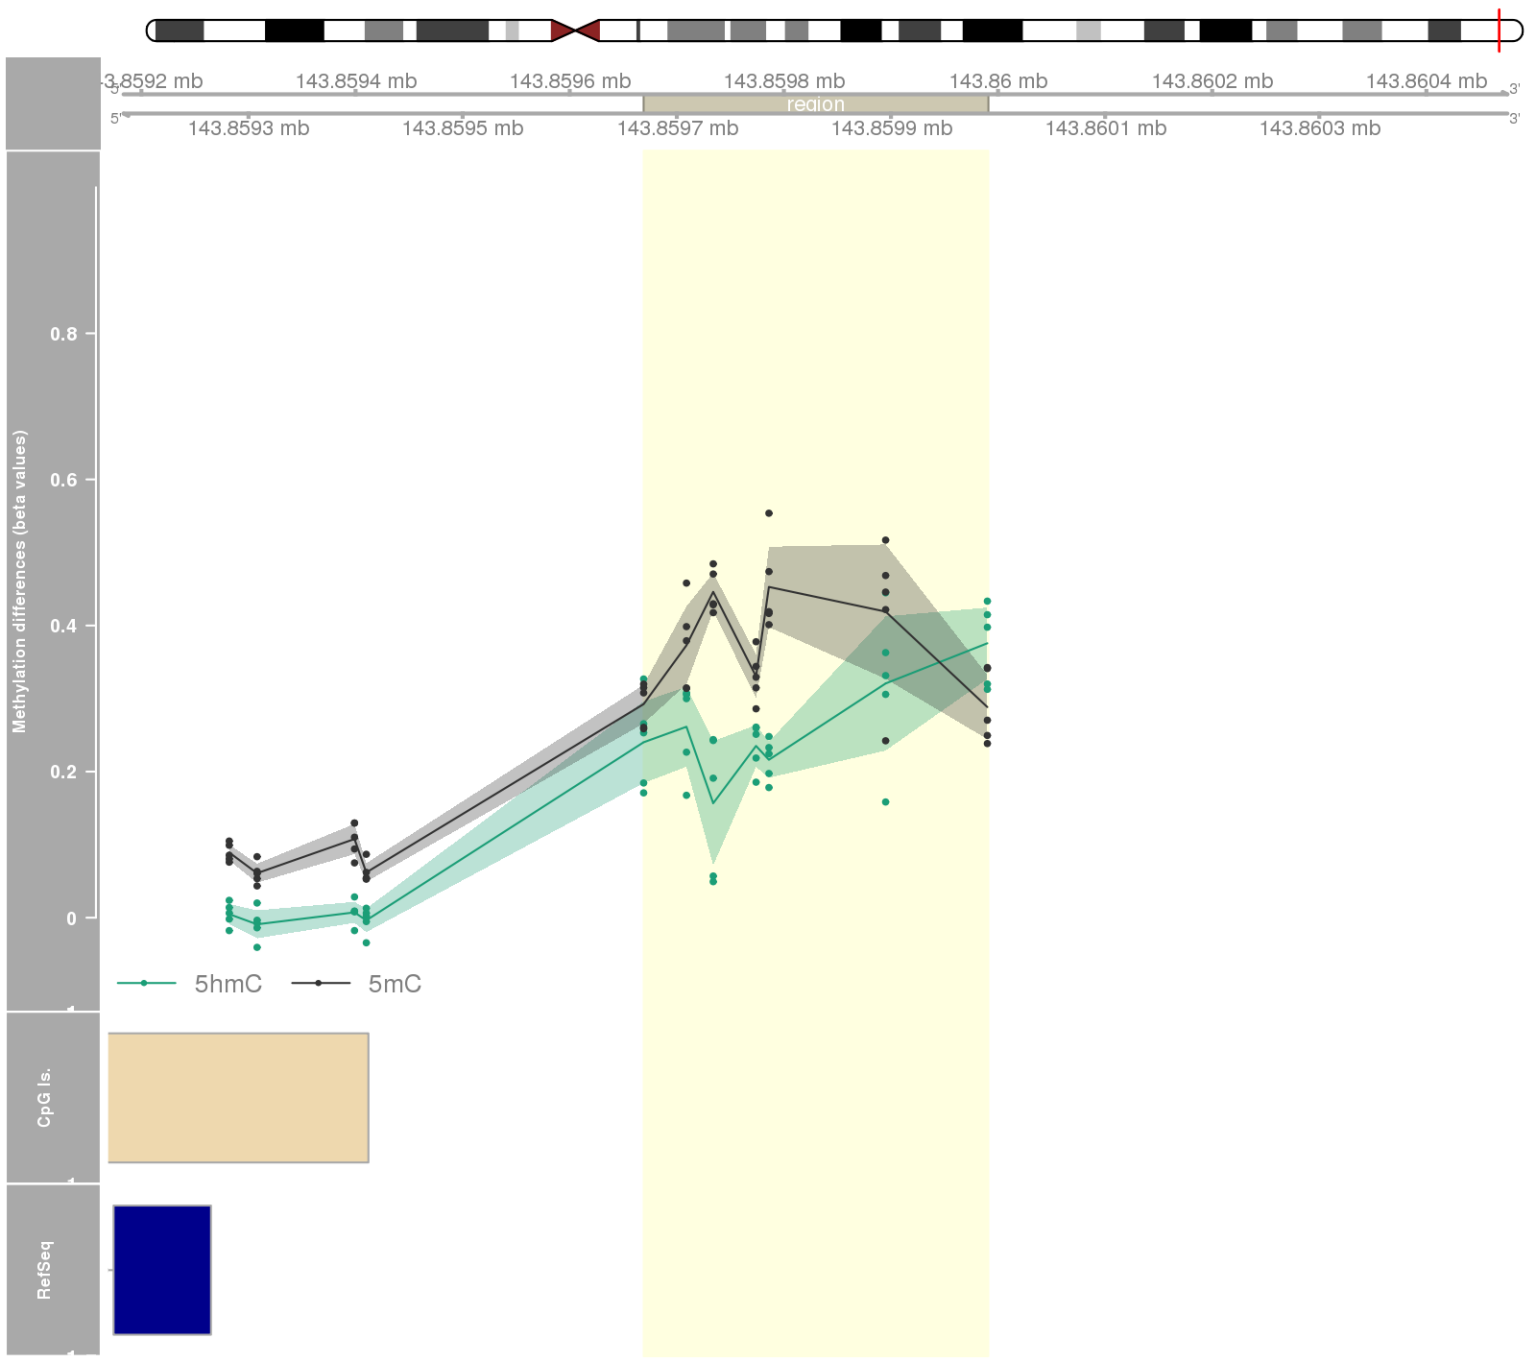 3.8592 mb 143.8594 mb 143.8596 mb 143.8598 mb 143.86 mb 143.8602 mb 143.8604 mb
5' 3'
region
5' 3'
143.8593 mb 143.8595 mb 143.8597 mb 143.8599 mb 143.8601 mb 143.8603 mb
Methylation differences (beta values)
0.8
0.6
0.4
0.2
0
5hmC 5mC
CpG Is.
RefSeq